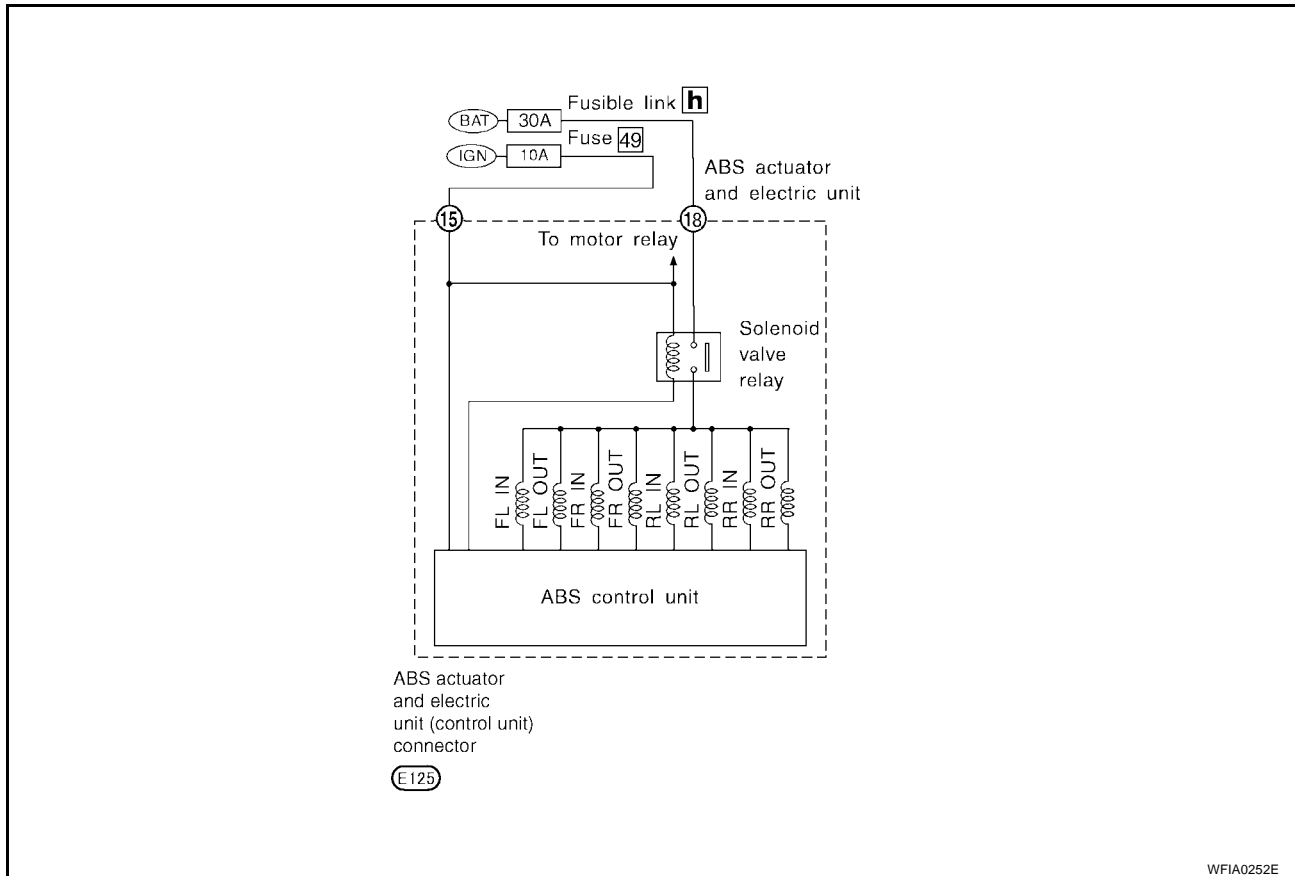 Fusible link h
BAT 30A
Fuse 49
IGN 10A
ABS actuator
and electric unit
15
18
To motor relay
Solenoid
valve
relay
FL IN
FL OUT
FR IN
FR OUT
RL IN
RL OUT
RR IN
RR OUT
ABS control unit
ABS actuator
and electric
unit (control unit)
connector
E125
WFIA0252E